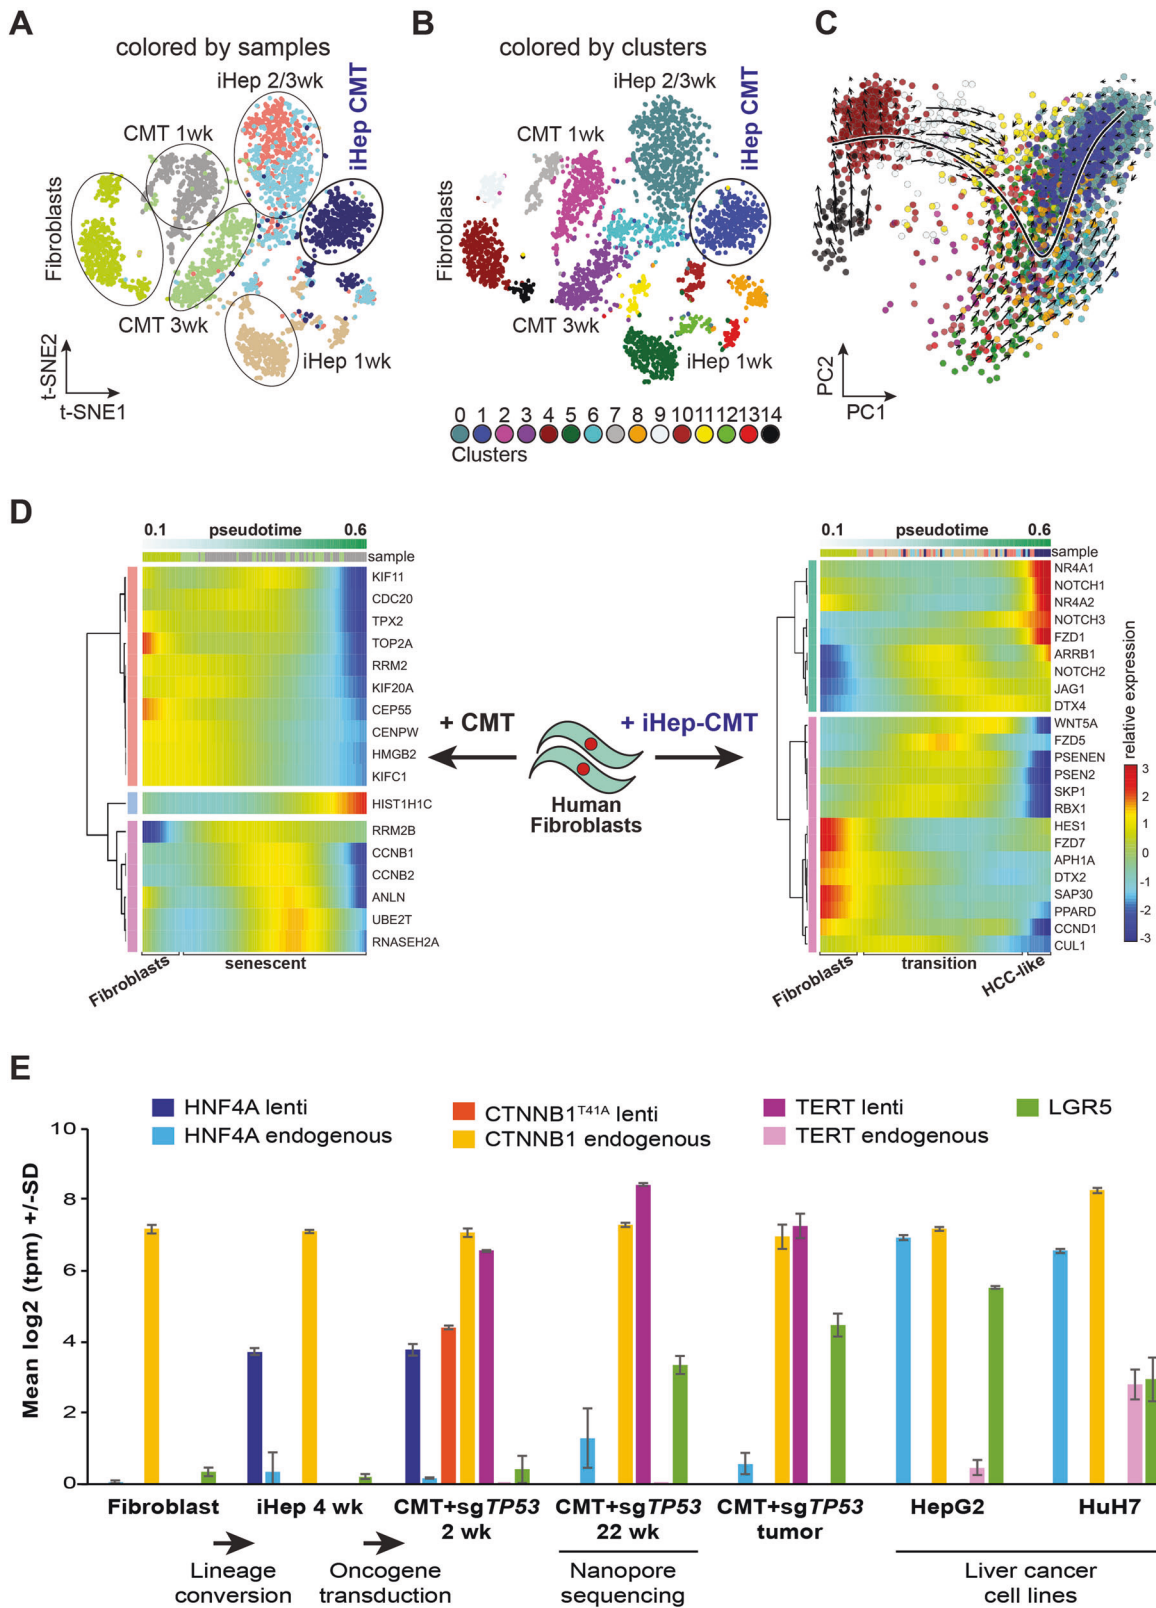 A
colored by samples
iHep 2/3wk
CMT 1wk
iHep CMT
Fibroblasts
CMT 3wk
iHep 1wk
t-SNE2
t-SNE1
B
colored by clusters
iHep 2/3wk
CMT 1wk
iHep CMT
Fibroblasts
CMT 3wk
iHep 1wk
0 1 2 3 4 5 6 7 8 9 10 11 12 13 14
Clusters
C
PC2
PC1
D
0.1 pseudotime 0.6
sample
KIF11
CDC20
TPX2
TOP2A
RRM2
KIF20A
CEP55
CENPW
HMGB2
KIFC1
HIST1H1C
RRM2B
CCNB1
CCNB2
ANLN
UBE2T
RNASEH2A
Fibroblasts
senescent
+ CMT
+ iHep-CMT
Human
Fibroblasts
0.1 pseudotime 0.6
sample
NR4A1
NOTCH1
NR4A2
NOTCH3
FZD1
ARRB1
NOTCH2
JAG1
DTX4
WNT5A
FZD5
PSENEN
PSEN2
SKP1
RBX1
HES1
FZD7
APH1A
DTX2
SAP30
PPARD
CCND1
CUL1
Fibroblasts
transition
HCC-like
relative expression
3
2
1
0
-1
-2
-3
E
HNF4A lenti
HNF4A endogenous
CTNNB1T41A lenti
CTNNB1 endogenous
TERT lenti
TERT endogenous
LGR5
Mean log2 (tpm) +/-SD
10
8
6
4
2
0
Fibroblast
iHep 4 wk
CMT+sgTP53
2 wk
CMT+sgTP53
22 wk
CMT+sgTP53
tumor
HepG2
HuH7
Lineage
conversion
Oncogene
transduction
Nanopore
sequencing
Liver cancer
cell lines